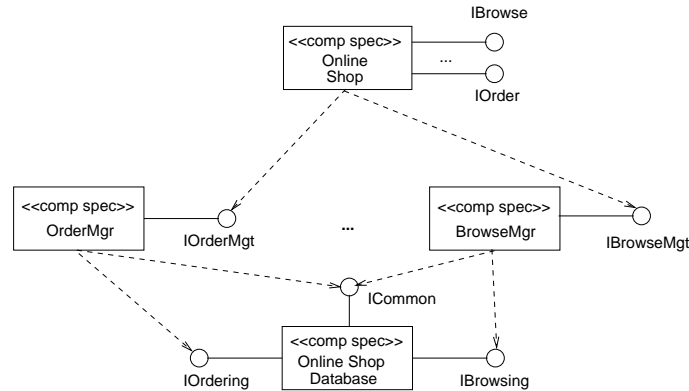 IBrowse
<<comp spec>>
Online
Shop
...
IOrder
<<comp spec>>
OrderMgr
IOrderMgt
...
<<comp spec>>
BrowseMgr
IBrowseMgt
ICommon
<<comp spec>>
Online Shop
Database
IOrdering
IBrowsing